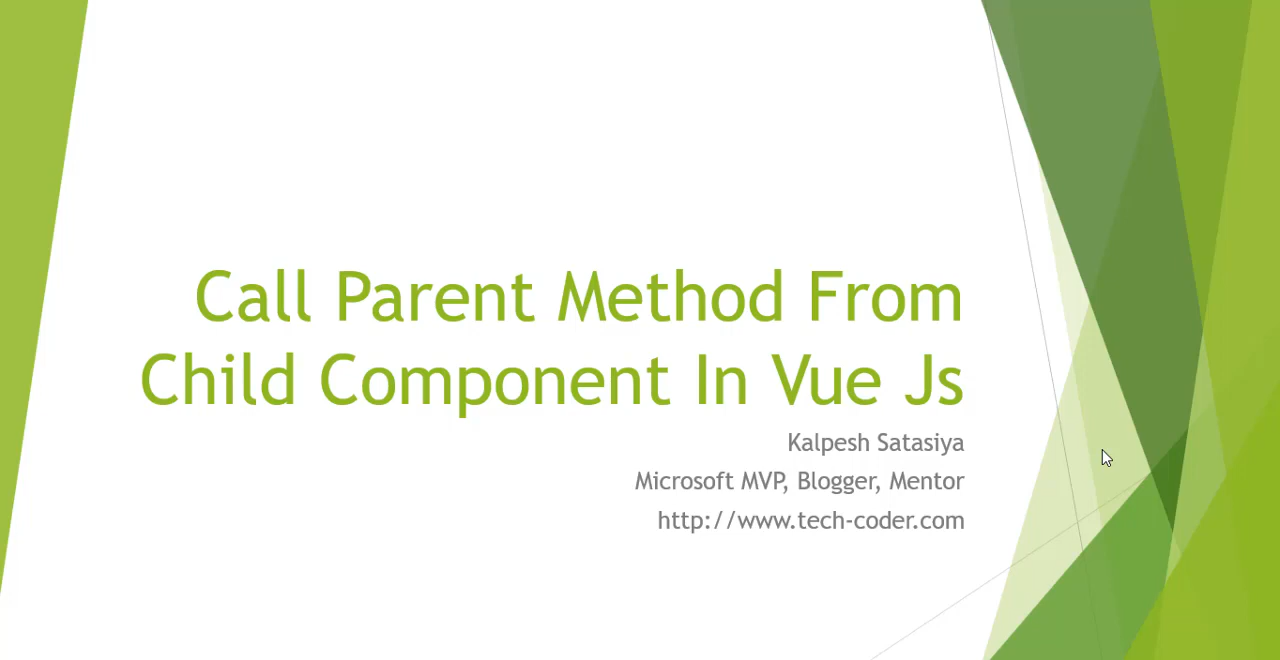 Call Parent Method From
Child Component In Vue Js
Kalpesh Satasiya
Microsoft MVP, Blogger, Mentor
http://www.tech-coder.com